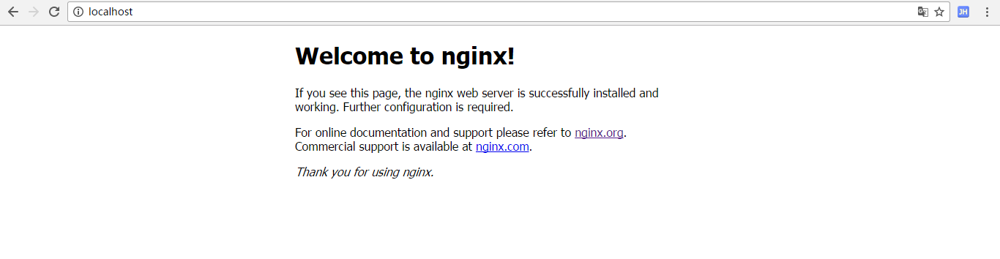 localhost
JH
Welcome to nginx!
If you see this page, the nginx web server is successfully installed and
working. Further configuration is required.
For online documentation and support please refer to nginx.org.
Commercial support is available at nginx.com.
Thank you for using nginx.